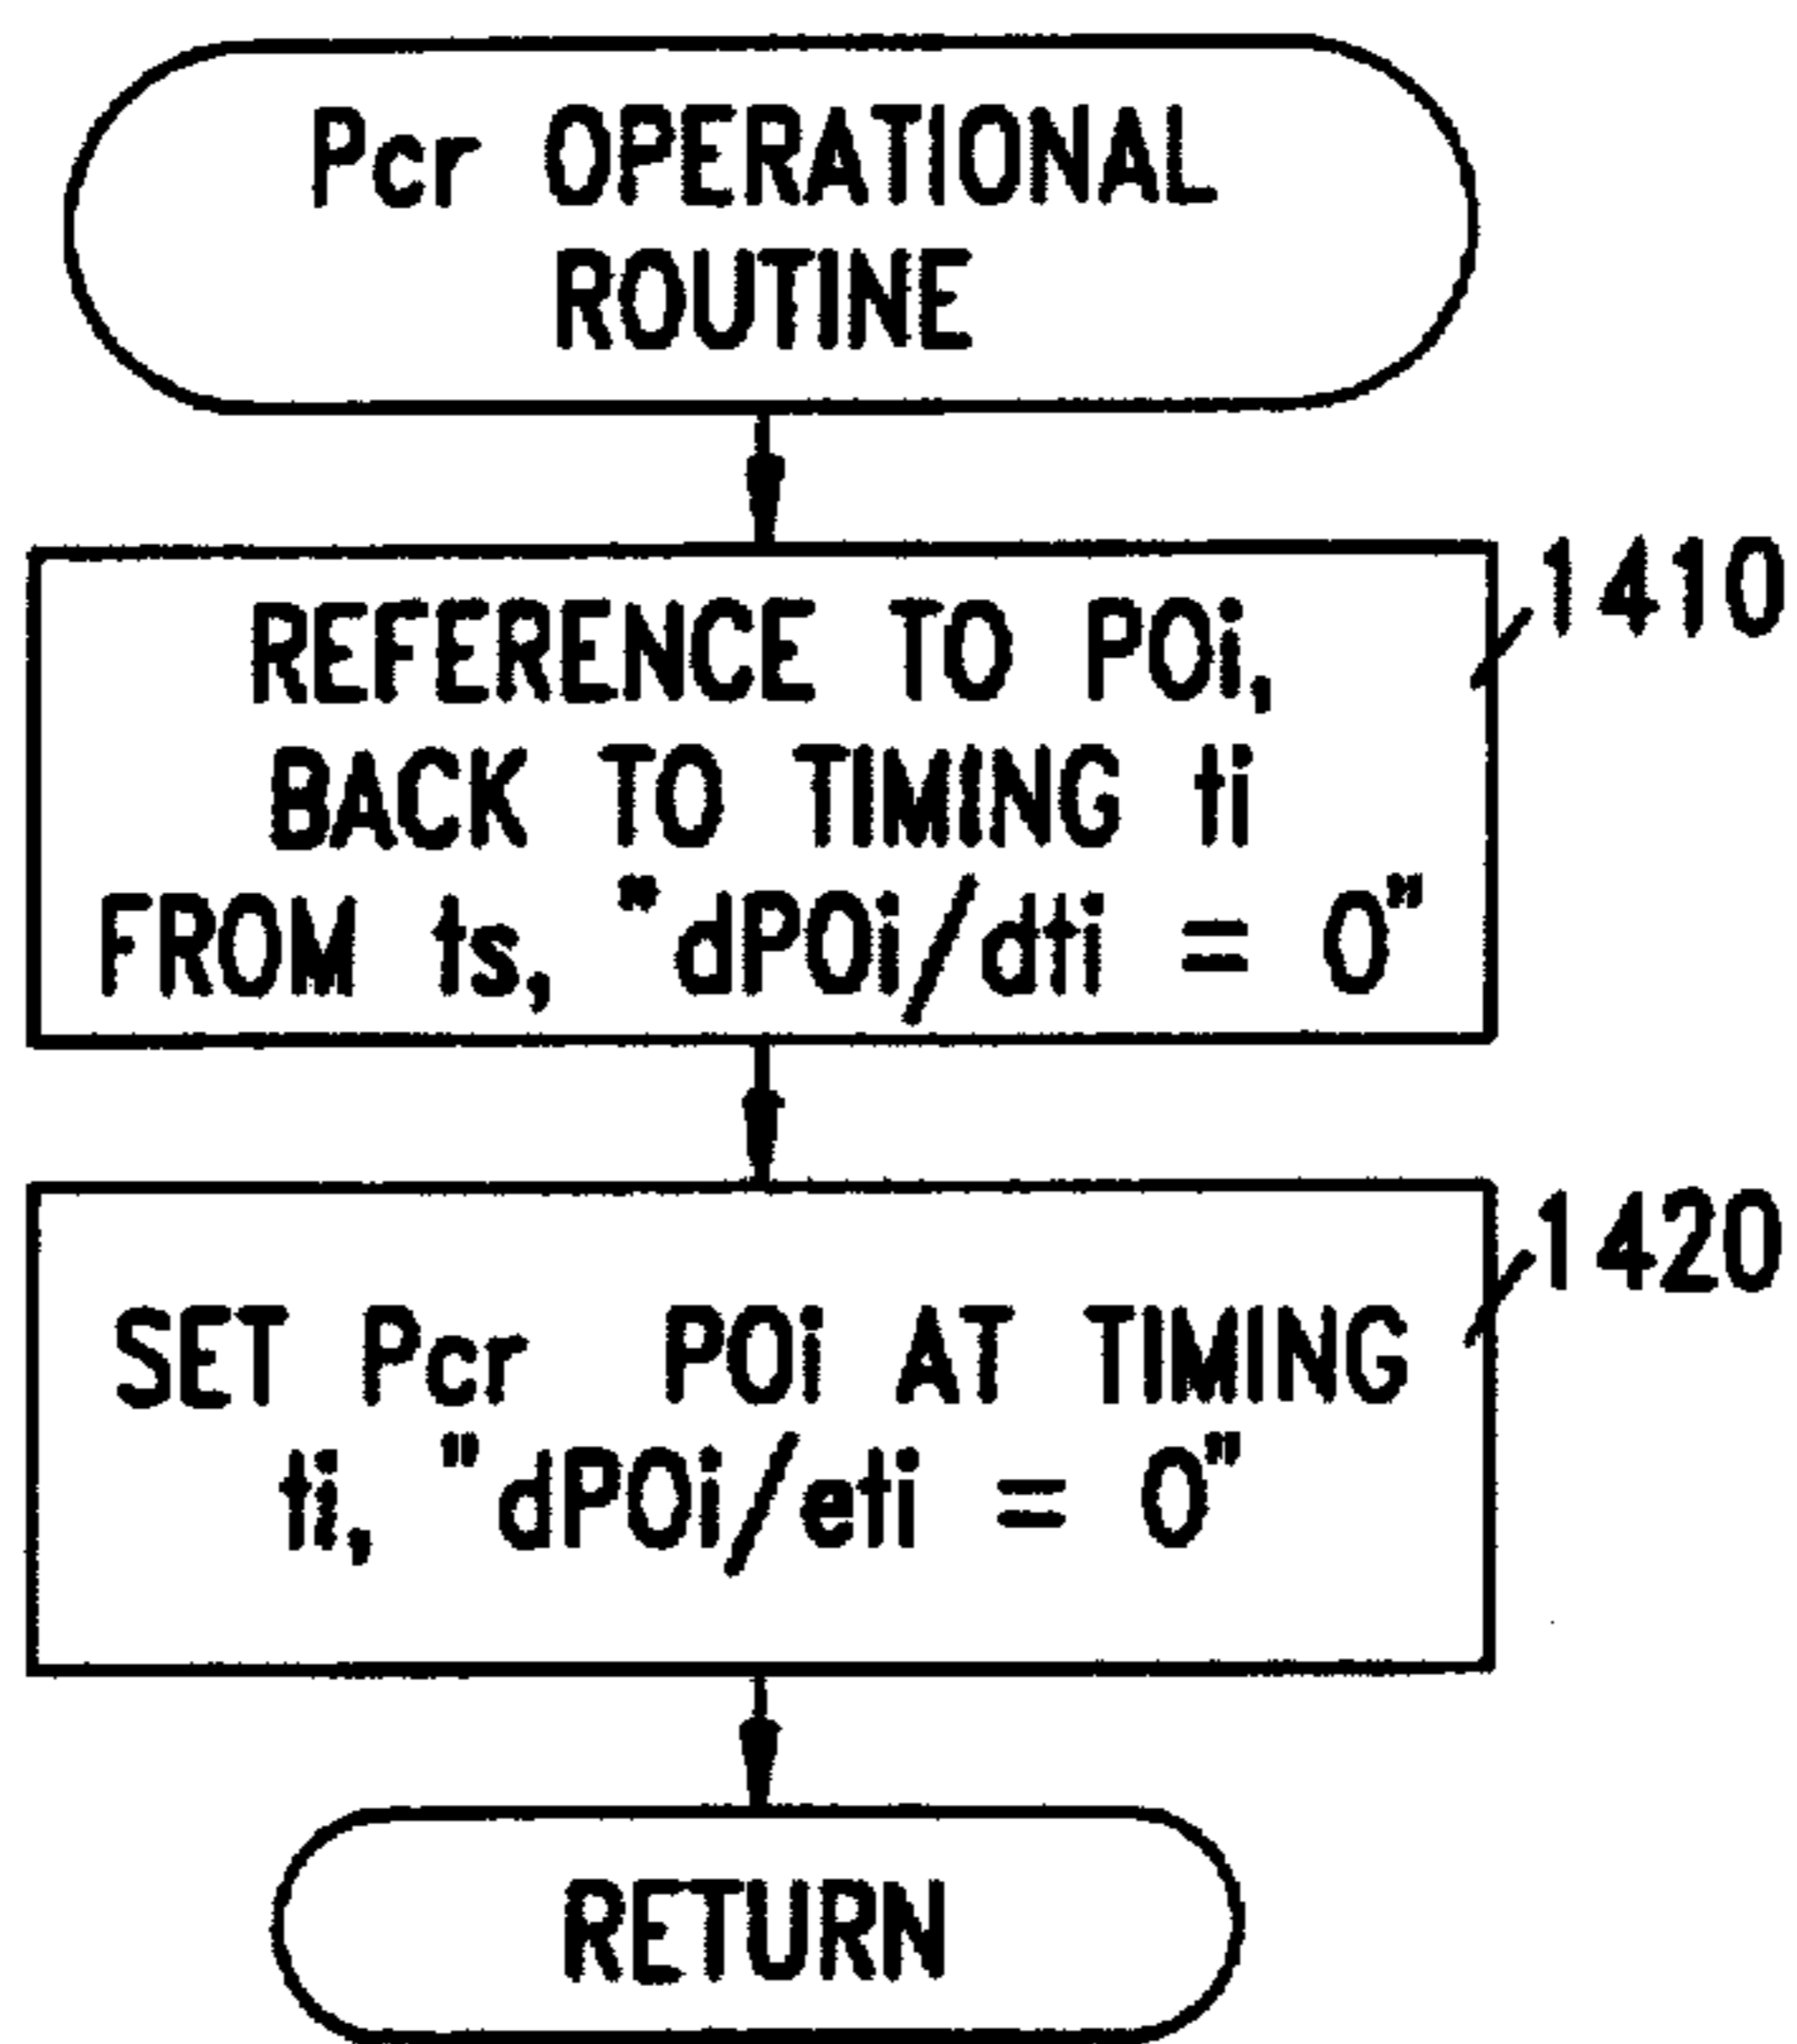 Pcr OPERATIONAL
ROUTINE
1410
REFERENCE TO POi,
BACK TO TIMING ti
FROM ts, "dPOi/dti = 0"
1420
SET Pcr POi AT TIMING
ti, "dPOi/eti = 0"
RETURN